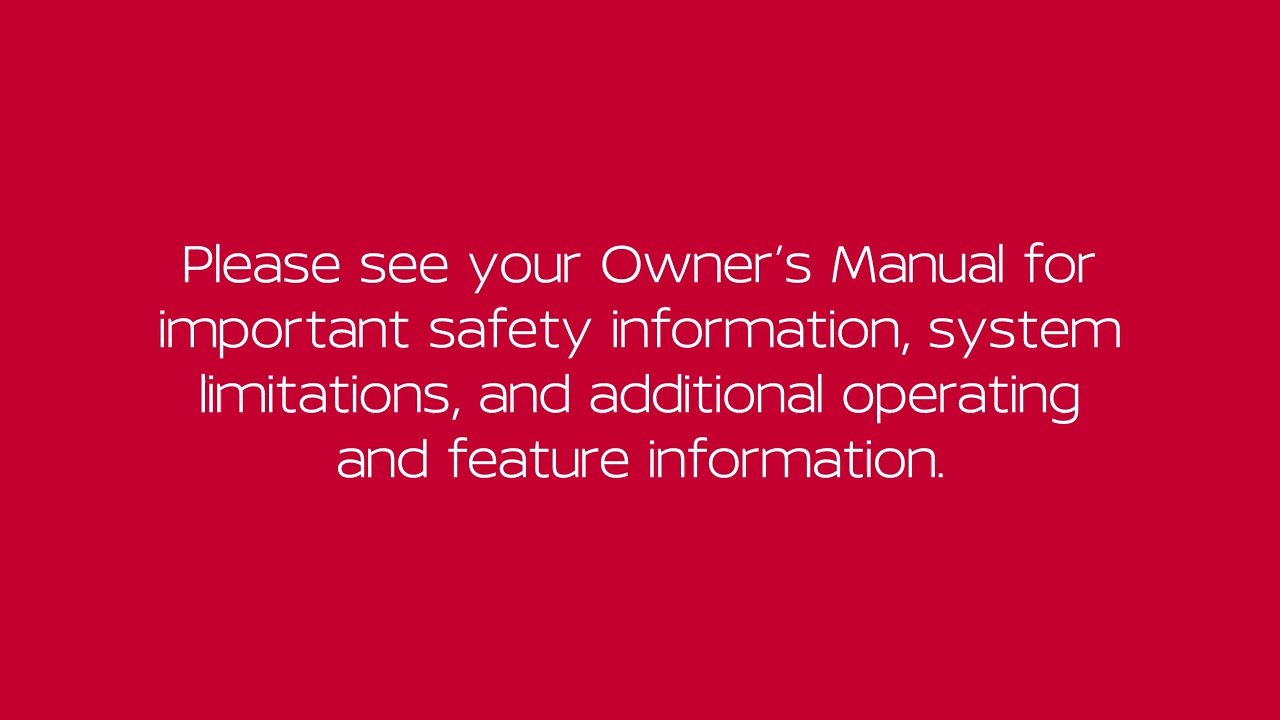 Please see your Owner’s Manual for
important safety information, system
limitations, and additional operating
and feature information.